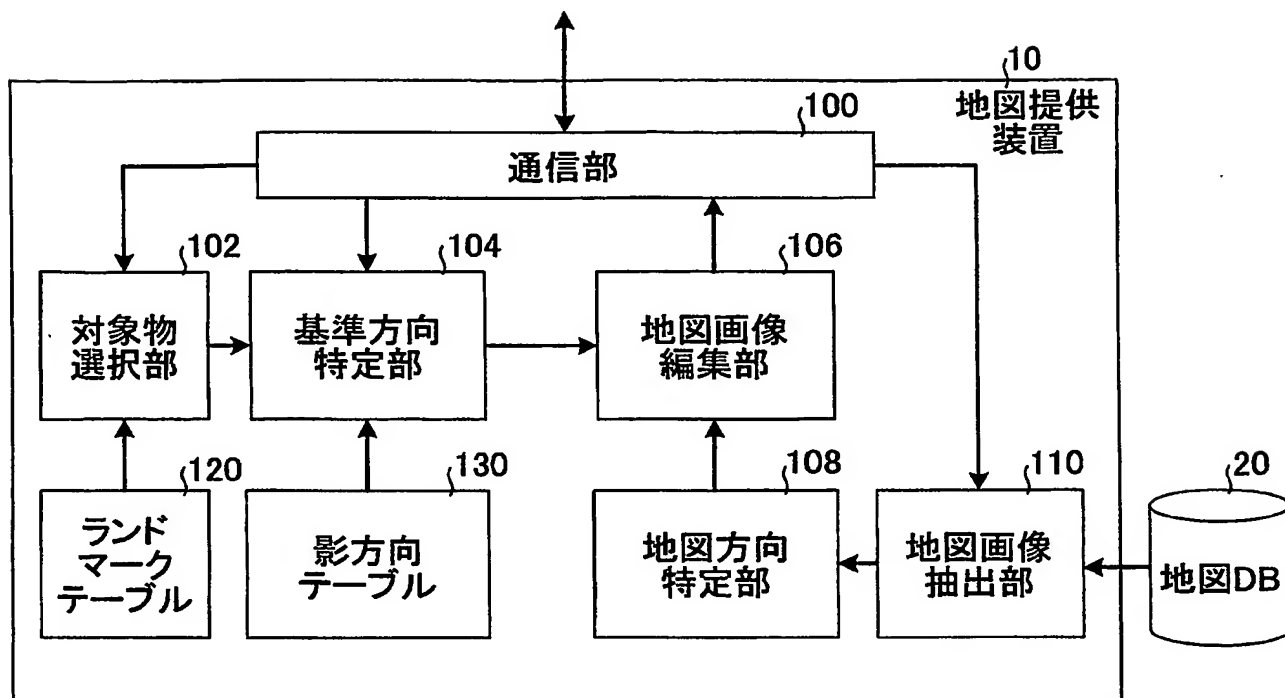 10
地図提供
装置
100
通信部
102
対象物
選択部
104
基準方向
特定部
106
地図画像
編集部
120
ランド
マーク
テーブル
130
影方向
テーブル
108
地図方向
特定部
110
地図画像
抽出部
20
地図DB